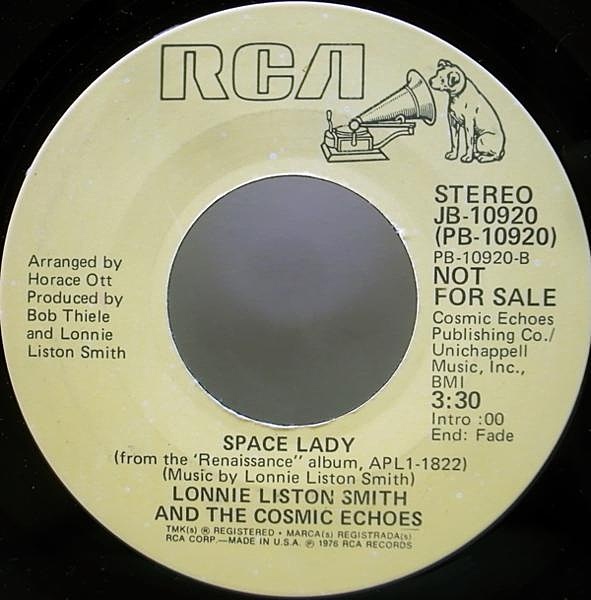 RCA
STEREO
JB-10920
(PB-10920)
PB-10920-B
NOT
FOR SALE
Cosmic Echoes
Publishing Co./
Unichappell
Music, Inc.,
BMI
3:30
Intro :00
End: Fade
Arranged by
Horace Ott
Produced by
Bob Thiele
and Lonnie
Liston Smith
SPACE LADY
(from the 'Renaissance" album, APL1-1822)
(Music by Lonnie Liston Smith)
LONNIE LISTON SMITH
AND THE COSMIC ECHOES
TMK(s) ® REGISTERED • MARCA(s) REGISTRADA(s)
RCA CORP.—MADE IN U.S.A. ℗ 1976 RCA RECORDS